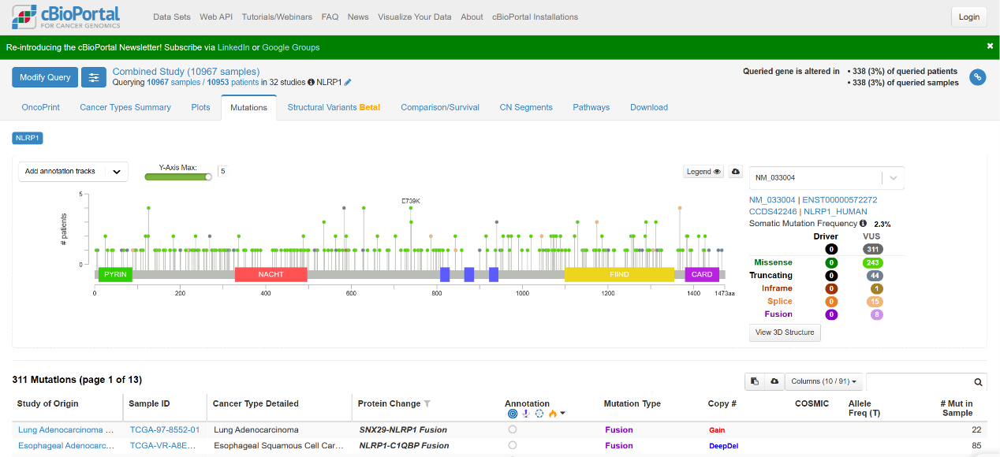 cBioPortal
FOR CANCER GENOMICS
Data Sets Web API Tutorials/Webinars FAQ News Visualize Your Data About cBioPortal Installations
Login
Re-introducing the cBioPortal Newsletter! Subscribe via LinkedIn or Google Groups
Modify Query
Combined Study (10967 samples)
Querying 10967 samples / 10953 patients in 32 studies NLRP1
Queried gene is altered in
• 338 (3%) of queried patients
• 338 (3%) of queried samples
OncoPrint Cancer Types Summary Plots Mutations Structural Variants Beta! Comparison/Survival CN Segments Pathways Download
NLRP1
Add annotation tracks
Y-Axis Max:
5
Legend
NM_033004
NM_033004 | ENST00000572272
CCDS42246 | NLRP1_HUMAN
Somatic Mutation Frequency 2.3%
Driver VUS
0 311
Missense 0 243
Truncating 0 44
Inframe 0 1
Splice 0 15
Fusion 0 8
View 3D Structure
E739K
5
# patients
0
PYRIN NACHT FIIND CARD
0 200 400 600 800 1000 1200 1400 1473aa
311 Mutations (page 1 of 13)
Columns (10 / 91)
Study of Origin Sample ID Cancer Type Detailed Protein Change Annotation Mutation Type Copy # COSMIC Allele Freq (T) # Mut in Sample
Lung Adenocarcinoma ... TCGA-97-8552-01 Lung Adenocarcinoma SNX29-NLRP1 Fusion Fusion Gain 22
Esophageal Adenocarc... TCGA-VR-A8E... Esophageal Squamous Cell Car... NLRP1-C1QBP Fusion Fusion DeepDel 85